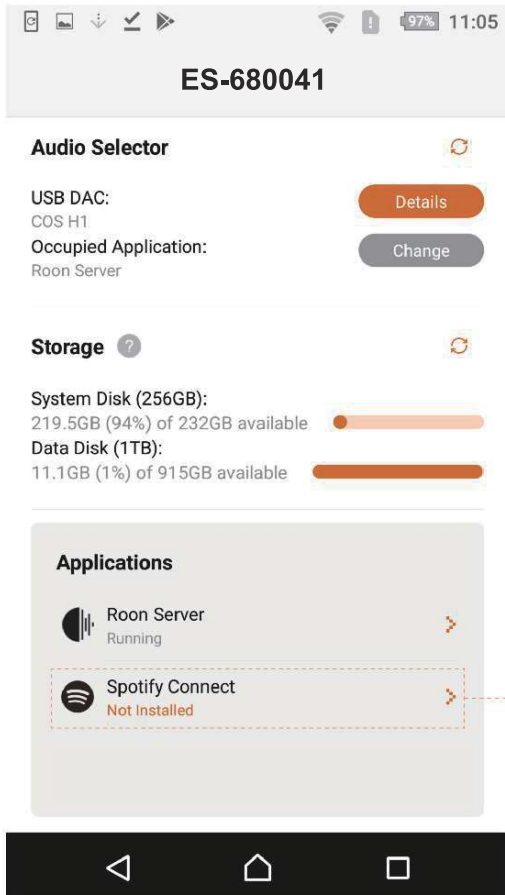 97% 11:05
ES-680041
Audio Selector
USB DAC:
Details
COS H1
Occupied Application:
Change
Roon Server
Storage ?
System Disk (256GB):
219.5GB (94%) of 232GB available
Data Disk (1TB):
11.1GB (1%) of 915GB available
Applications
Roon Server
Running
Spotify Connect
Not Installed